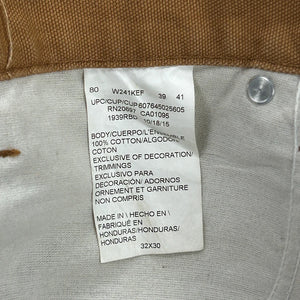 80 W241KEF 39 41
UPC/CUP/CUP 607645025605
RN20697 CA01095
1939RBD 10/18/15
BODY/CUERPO/L'ENSEMBLE
100% COTTON/ALGODON/
COTON
EXCLUSIVE OF DECORATION/
TRIMMINGS
EXCLUSIVO PARA
DECORACIÓN/ ADORNOS
ORNEMENT ET GARNITURE
NON COMPRIS
MADE IN \ HECHO EN \
FABRIQUÉ EN
HONDURAS/HONDURAS/
HONDURAS
32X30